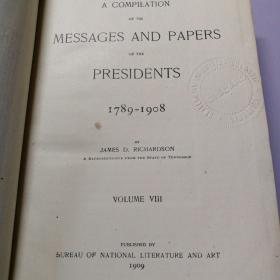 A COMPILATION
OF THE
MESSAGES AND PAPERS
OF THE
PRESIDENTS
1789-1908
BY
JAMES D. RICHARDSON
A REPRESENTATIVE FROM THE STATE OF TENNESSEE
VOLUME VIII
PUBLISHED BY
BUREAU OF NATIONAL LITERATURE AND ART
1909